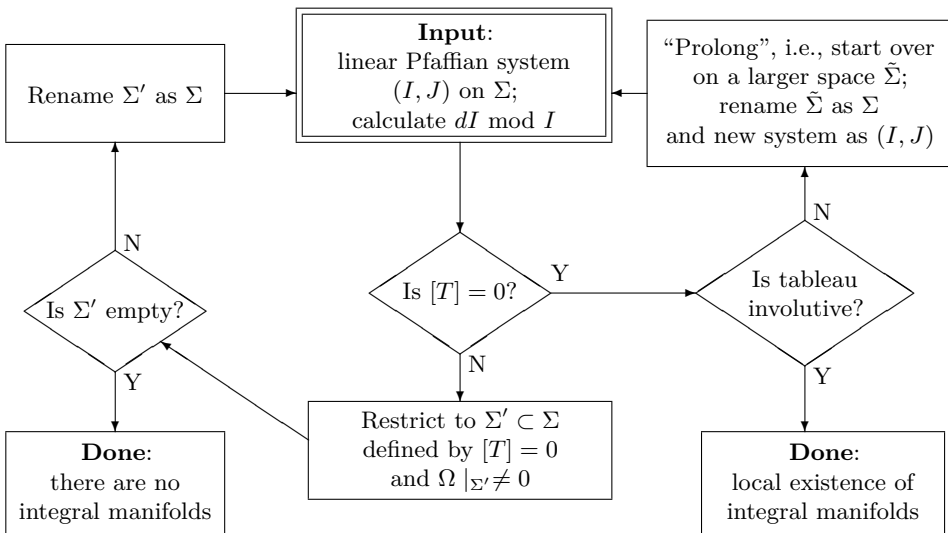 Rename Σ′ as Σ
Input:
linear Pfaffian system
(I, J) on Σ;
calculate dI mod I
“Prolong”, i.e., start over
on a larger space Σ̃;
rename Σ̃ as Σ
and new system as (I, J)
N
Is Σ′ empty?
Y
Is [T] = 0?
Y
N
N
Is tableau
involutive?
Y
Restrict to Σ′ ⊂ Σ
defined by [T] = 0
and Ω |Σ′ ≠ 0
Done:
there are no
integral manifolds
Done:
local existence of
integral manifolds